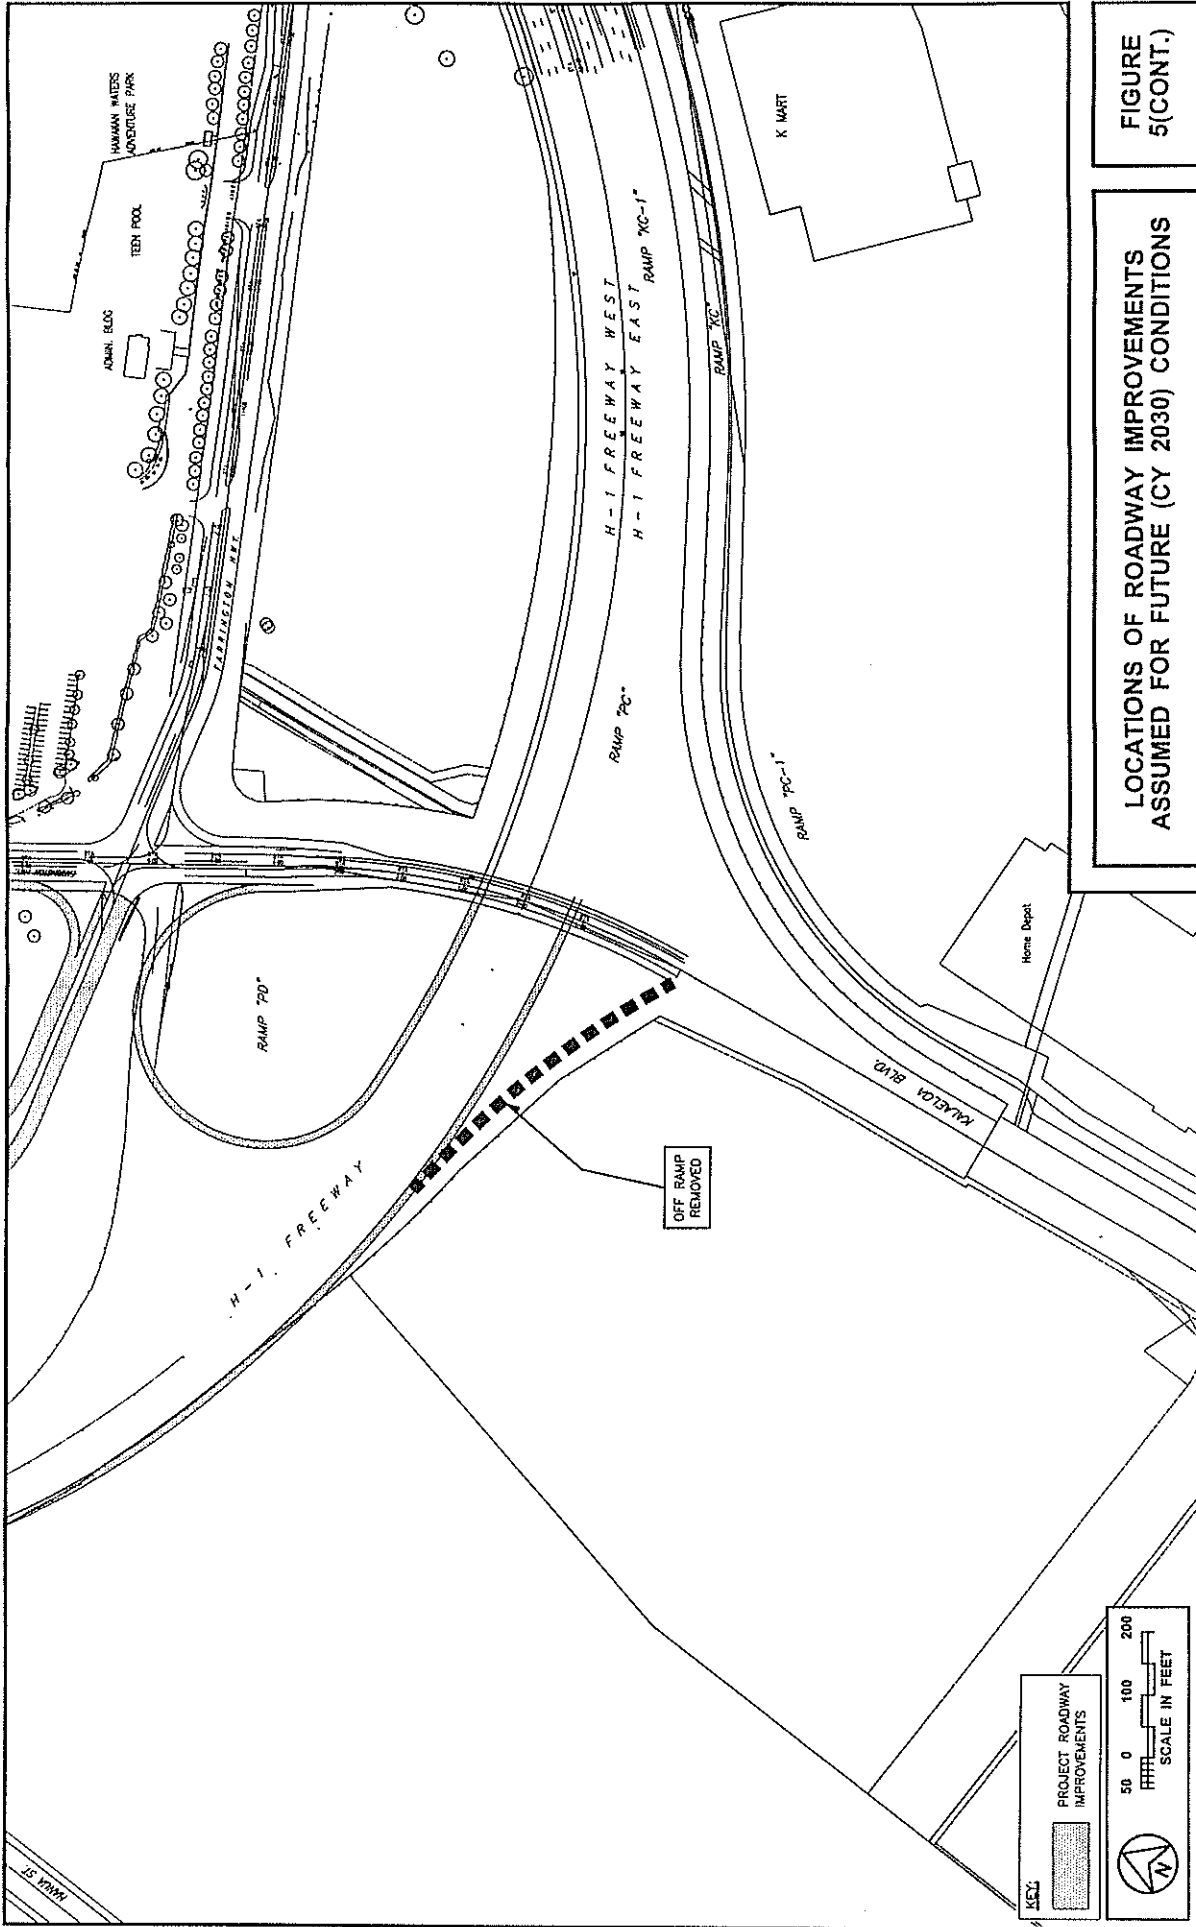 HAWAIIAN WATERS
ADVENTURE PARK
TEEN POOL
ADMIN. BLDG
FARRINGTON HWY.
K MART
H-1 FREEWAY WEST
H-1 FREEWAY EAST
RAMP "KC-1"
RAMP "KC"
RAMP "PC"
RAMP "PC-1"
RAMP "PD"
H-1 FREEWAY
KALAELOA BLVD.
Home Depot
OFF RAMP
REMOVED
HANUA ST.
KEY:
PROJECT ROADWAY
IMPROVEMENTS
N
50 0 100 200
SCALE IN FEET
LOCATIONS OF ROADWAY IMPROVEMENTS
ASSUMED FOR FUTURE (CY 2030) CONDITIONS
FIGURE
5(CONT.)